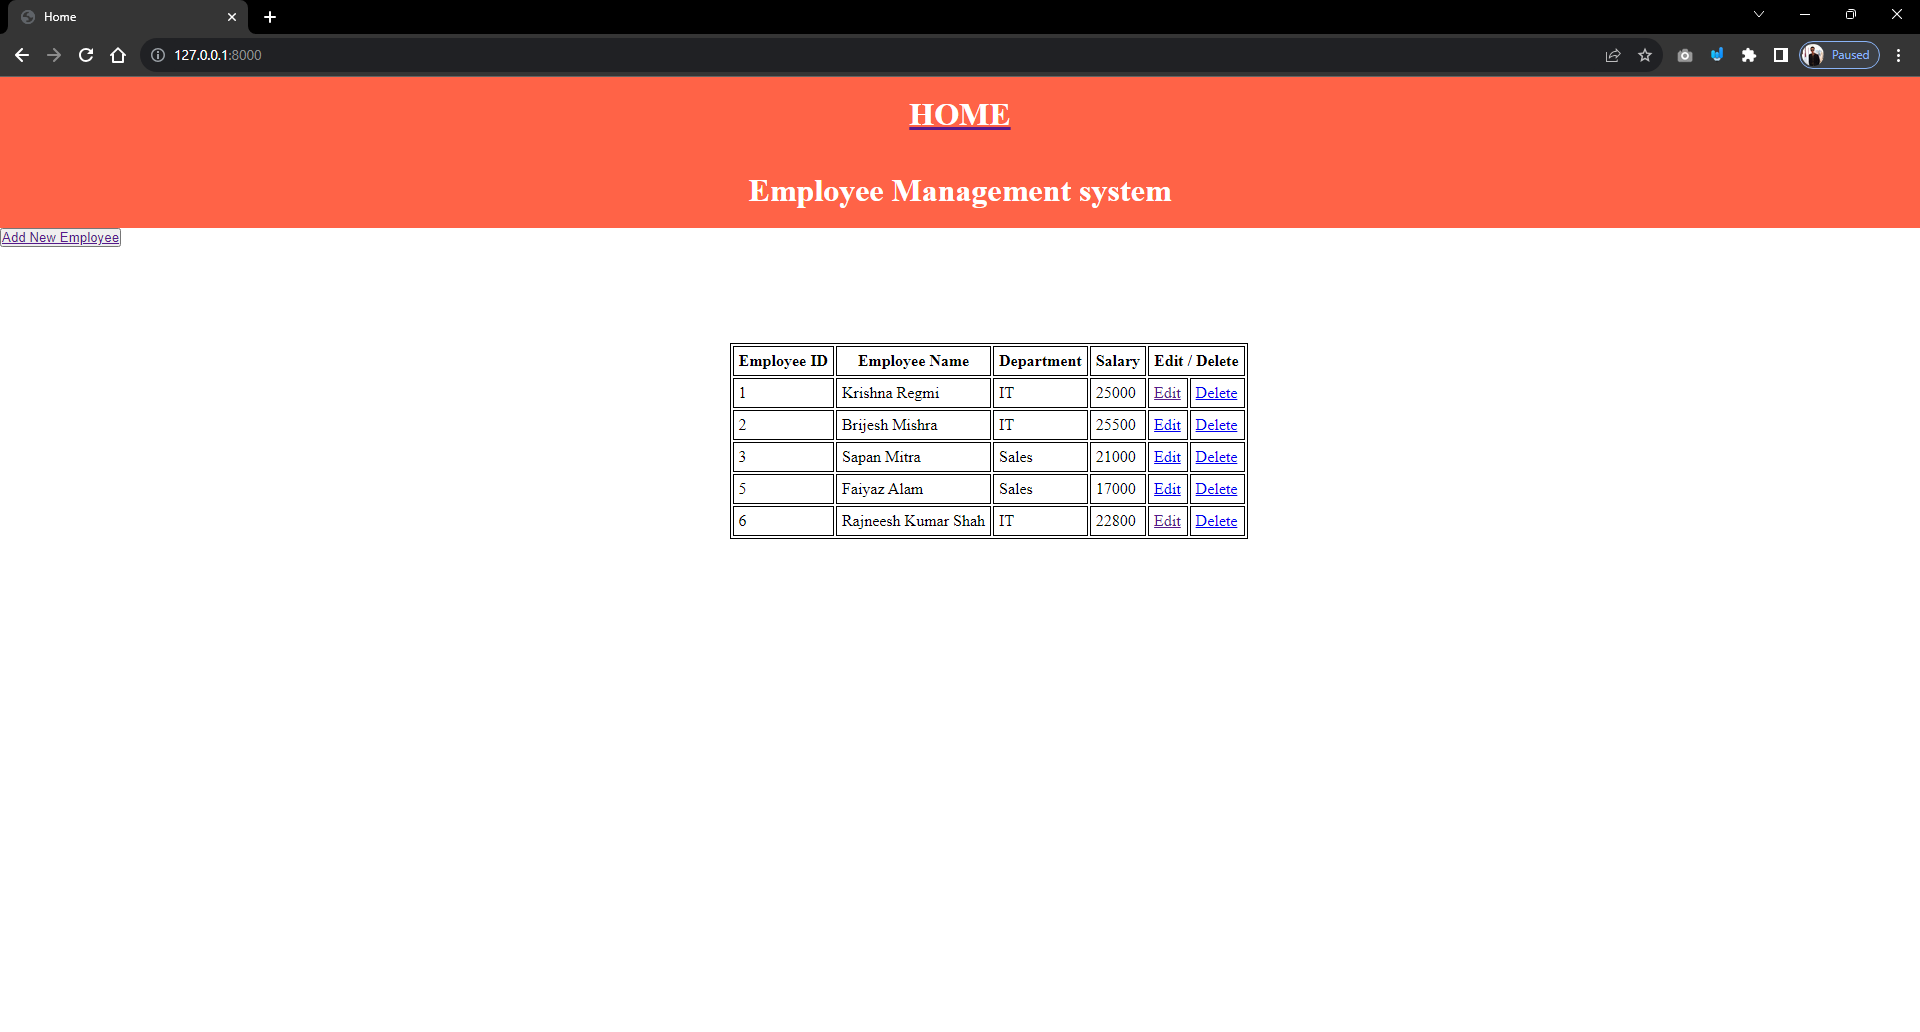 Home
127.0.0.1:8000
Paused
HOME
Employee Management system
Add New Employee
Employee ID Employee Name Department Salary Edit / Delete
1 Krishna Regmi IT 25000 Edit Delete
2 Brijesh Mishra IT 25500 Edit Delete
3 Sapan Mitra Sales 21000 Edit Delete
5 Faiyaz Alam Sales 17000 Edit Delete
6 Rajneesh Kumar Shah IT 22800 Edit Delete